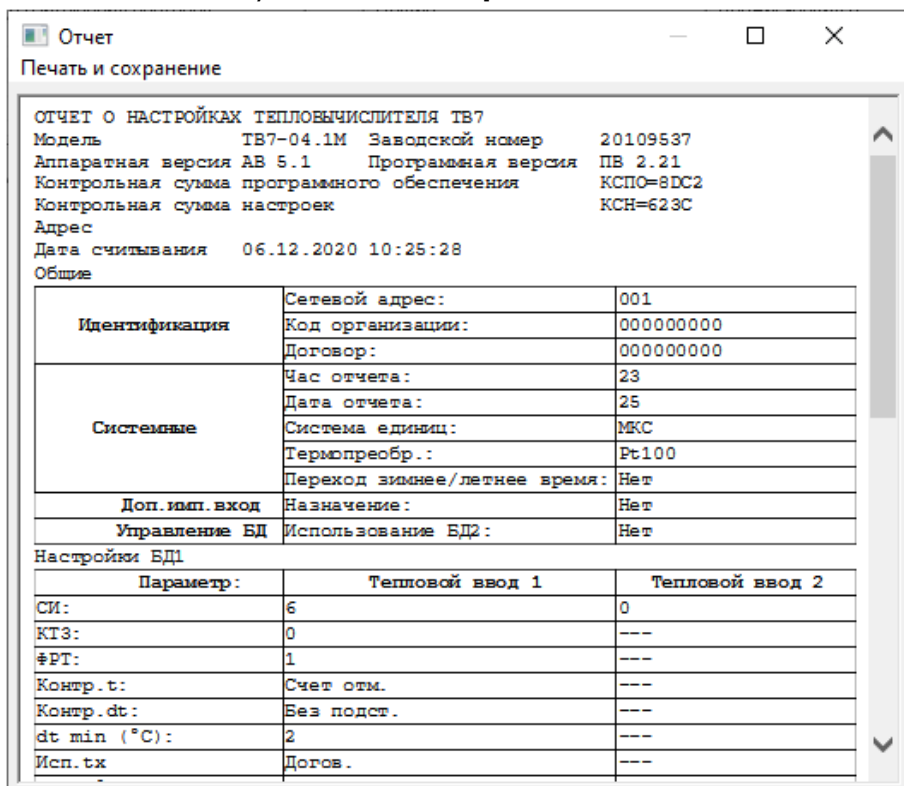 Отчет
Печать и сохранение
ОТЧЕТ О НАСТРОЙКАХ ТЕПЛОВЫЧИСЛИТЕЛЯ ТВ7
Модель ТВ7-04.1М Заводской номер 20109537
Аппаратная версия АВ 5.1 Программная версия ПВ 2.21
Контрольная сумма программного обеспечения КСПО=8DC2
Контрольная сумма настроек КСН=623C
Адрес
Дата считывания 06.12.2020 10:25:28
Общие
Идентификация Сетевой адрес: 001
Код организации: 000000000
Договор: 000000000
Системные Час отчета: 23
Дата отчета: 25
Система единиц: МКС
Термопреобр.: Pt100
Переход зимнее/летнее время: Нет
Доп.имп.вход Назначение: Нет
Управление БД Использование БД2: Нет
Настройки БД1
Параметр: Тепловой ввод 1 Тепловой ввод 2
СИ: 6 0
КТ3: 0 ---
ФРТ: 1 ---
Контр.t: Счет отм. ---
Контр.dt: Без подст. ---
dt min (°C): 2 ---
Исп.tx Догов. ---